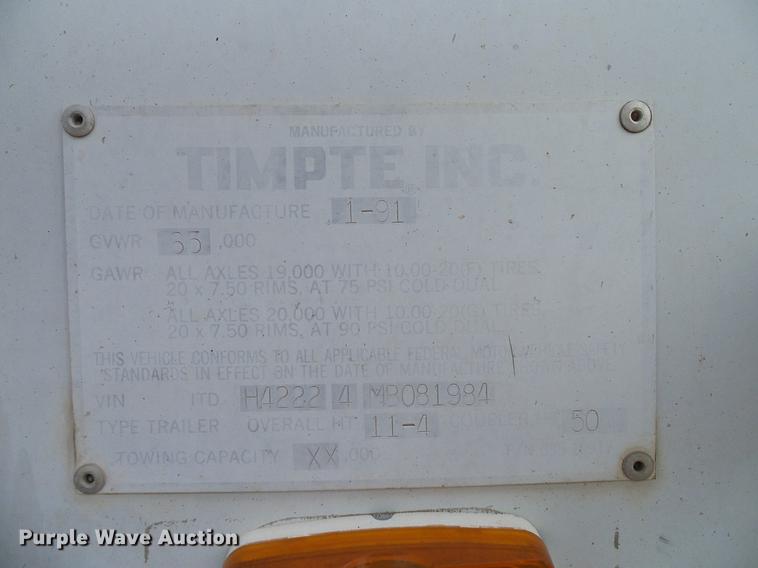 MANUFACTURED BY
TIMPTE INC.
DATE OF MANUFACTURE 1-91
GVWR ,000
GAWR ALL AXLES 19,000 WITH 10.00-20(F) TIRES,
20 x 7.50 RIMS, AT 75 PSI COLD DUAL
ALL AXLES 20,000 WITH 10.00-20(G) TIRES,
20 x 7.50 RIMS, AT 90 PSI COLD DUAL
THIS VEHICLE CONFORMS TO ALL APPLICABLE FEDERAL MOTOR VEHICLE SAFETY
STANDARDS IN EFFECT ON THE DATE OF MANUFACTURE SHOWN ABOVE
VIN 1TD H4222 4 MB081984
TYPE TRAILER OVERALL HT 11-4 COUPLER 50
TOWING CAPACITY XX ,000
Purple Wave Auction